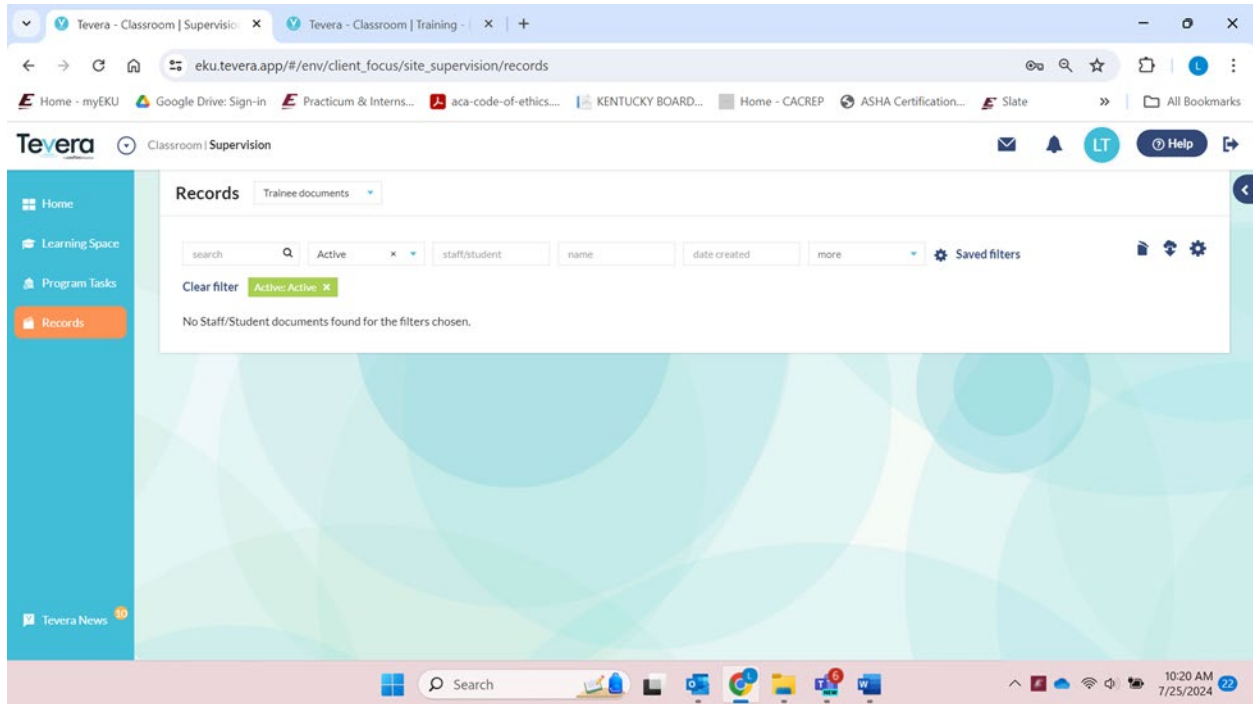 Tevera - Classroom | Supervisio
Tevera - Classroom | Training -
eku.tevera.app/#/env/client_focus/site_supervision/records
L
Home - myEKU Google Drive: Sign-in Practicum & Interns... aca-code-of-ethics.... KENTUCKY BOARD... Home - CACREP ASHA Certification... Slate » All Bookmarks
Tevera Classroom | Supervision LT Help
Home
Learning Space
Program Tasks
Records
Tevera News 10
Records Trainee documents
search Active × staff/student name date created more Saved filters
Clear filter Active: Active ×
No Staff/Student documents found for the filters chosen.
Search
6
NEW
10:20 AM
7/25/2024
22